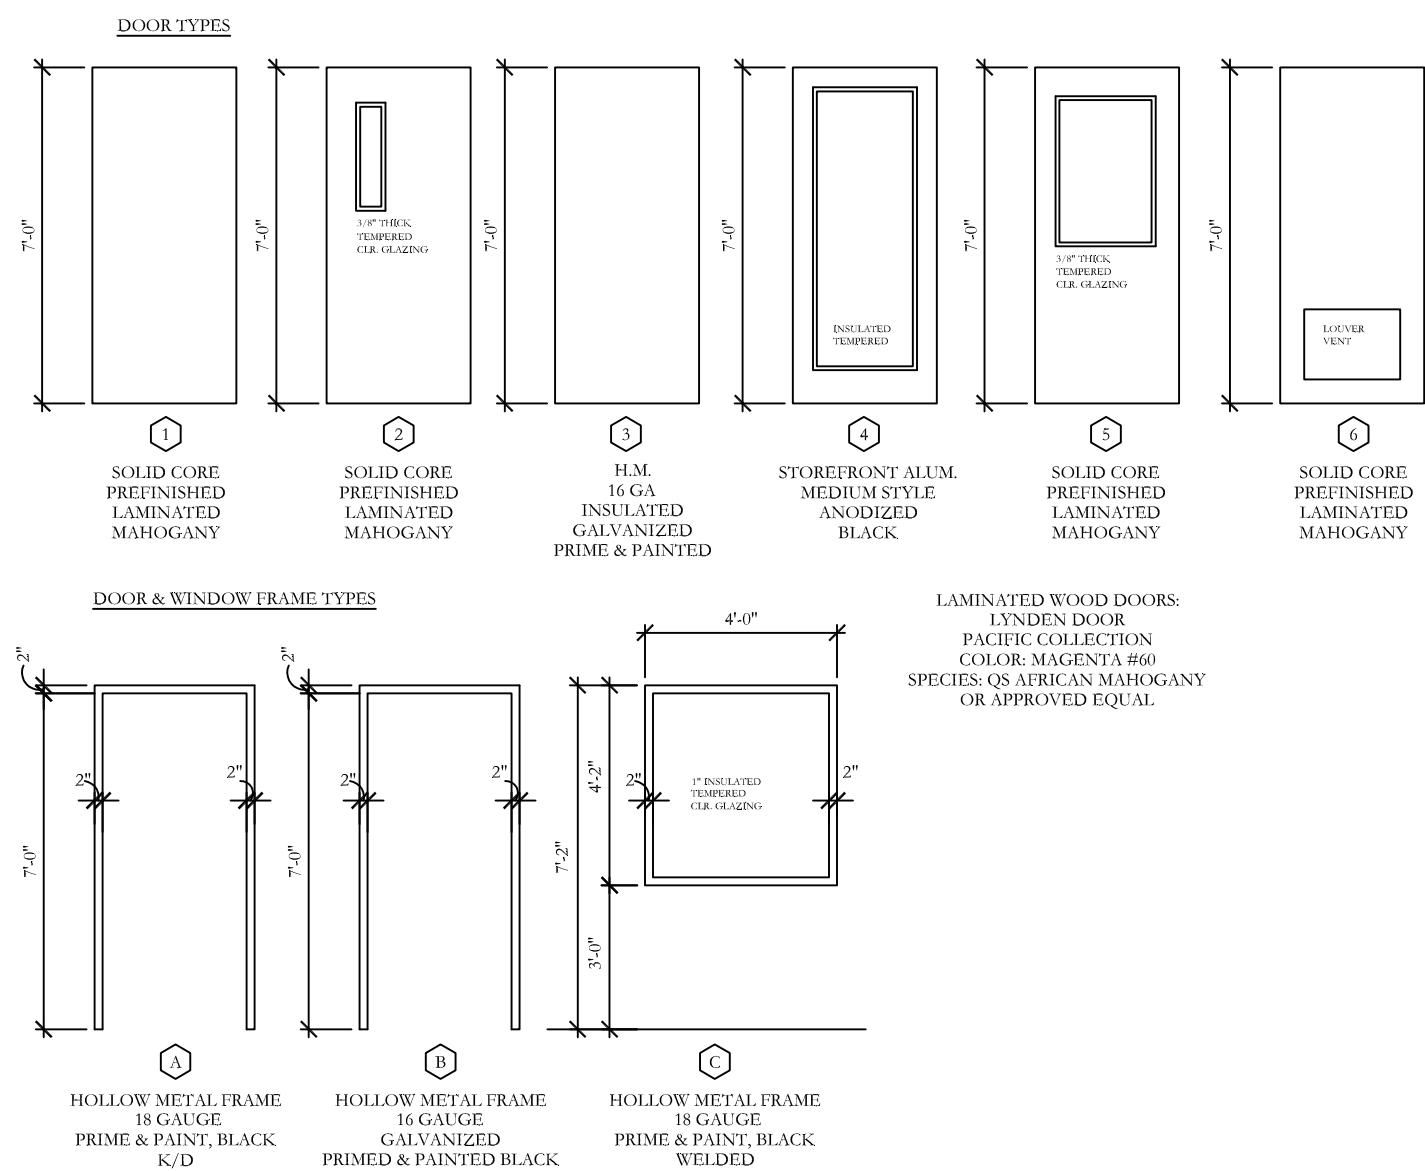 DOOR TYPES
7'-0"
7'-0"
3/8" THICK
TEMPERED
CLR. GLAZING
7'-0"
7'-0"
INSULATED
TEMPERED
7'-0"
3/8" THICK
TEMPERED
CLR. GLAZING
7'-0"
LOUVER
VENT
1
SOLID CORE
PREFINISHED
LAMINATED
MAHOGANY
2
SOLID CORE
PREFINISHED
LAMINATED
MAHOGANY
3
H.M.
16 GA
INSULATED
GALVANIZED
PRIME & PAINTED
4
STOREFRONT ALUM.
MEDIUM STYLE
ANODIZED
BLACK
5
SOLID CORE
PREFINISHED
LAMINATED
MAHOGANY
6
SOLID CORE
PREFINISHED
LAMINATED
MAHOGANY
DOOR & WINDOW FRAME TYPES
LAMINATED WOOD DOORS:
LYNDEN DOOR
PACIFIC COLLECTION
COLOR: MAGENTA #60
SPECIES: QS AFRICAN MAHOGANY
OR APPROVED EQUAL
2"
2"
2"
7'-0"
A
HOLLOW METAL FRAME
18 GAUGE
PRIME & PAINT, BLACK
K/D
2"
2"
2"
7'-0"
B
HOLLOW METAL FRAME
16 GAUGE
GALVANIZED
PRIMED & PAINTED BLACK
4'-0"
4'-2"
2"
2"
1" INSULATED
TEMPERED
CLR. GLAZING
7'-2"
3'-0"
C
HOLLOW METAL FRAME
18 GAUGE
PRIME & PAINT, BLACK
WELDED